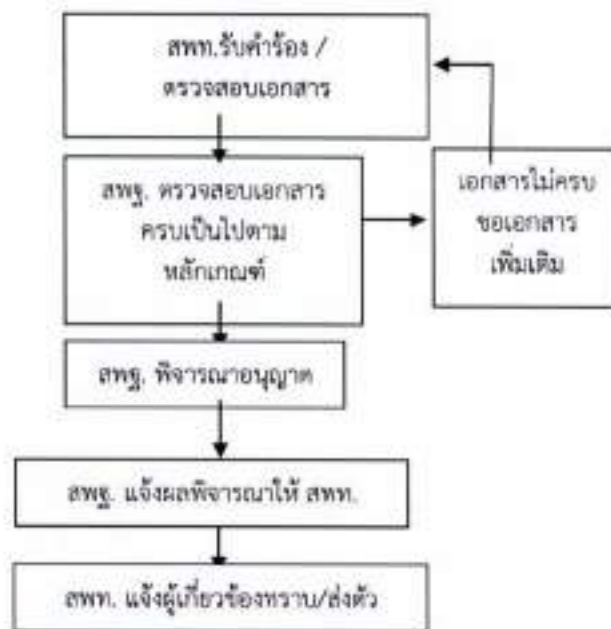 สพท.รับคำร้อง /
ตรวจสอบเอกสาร
สพฐ. ตรวจสอบเอกสาร
ครบเป็นไปตาม
หลักเกณฑ์
เอกสารไม่ครบ
ขอเอกสาร
เพิ่มเติม
สพฐ. พิจารณาอนุญาต
สพฐ. แจ้งผลพิจารณาให้ สพท.
สพท. แจ้งผู้เกี่ยวข้องทราบ/ส่งตัว